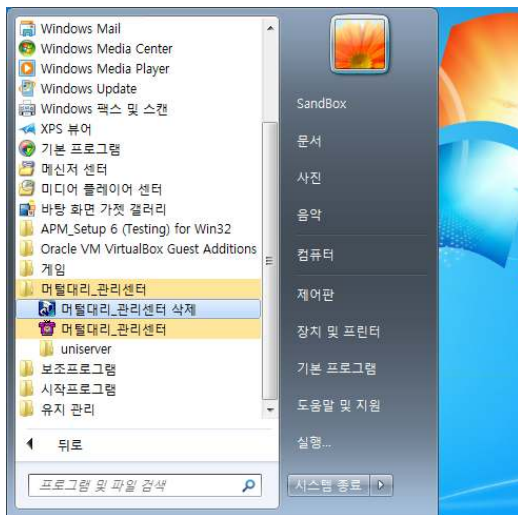 Windows Mail
Windows Media Center
Windows Media Player
Windows Update
Windows 팩스 및 스캔
XPS 뷰어
기본 프로그램
메신저 센터
미디어 플레이어 센터
바탕 화면 가젯 갤러리
APM_Setup 6 (Testing) for Win32
Oracle VM VirtualBox Guest Additions
게임
머털대리_관리센터
머털대리_관리센터 삭제
머털대리_관리센터
uniserver
보조프로그램
시작프로그램
유지 관리
뒤로
프로그램 및 파일 검색
SandBox
문서
사진
음악
컴퓨터
제어판
장치 및 프린터
기본 프로그램
도움말 및 지원
실행...
시스템 종료